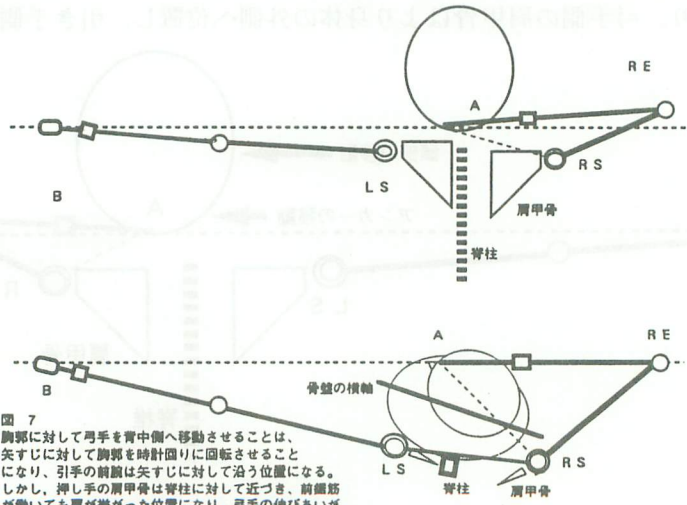 A
R E
R S
L S
B
肩甲骨
脊柱
A
R E
B
骨盤の横軸
L S
脊柱
肩甲骨
R S
図 7
胸郭に対して弓手を背中側へ移動させることは、
矢すじに対して胸郭を時計回りに回転させること
になり、引手の前腕は矢すじに対して沿う位置になる。
しかし，押し手の肩甲骨は脊柱に対して近づき、前鋸筋